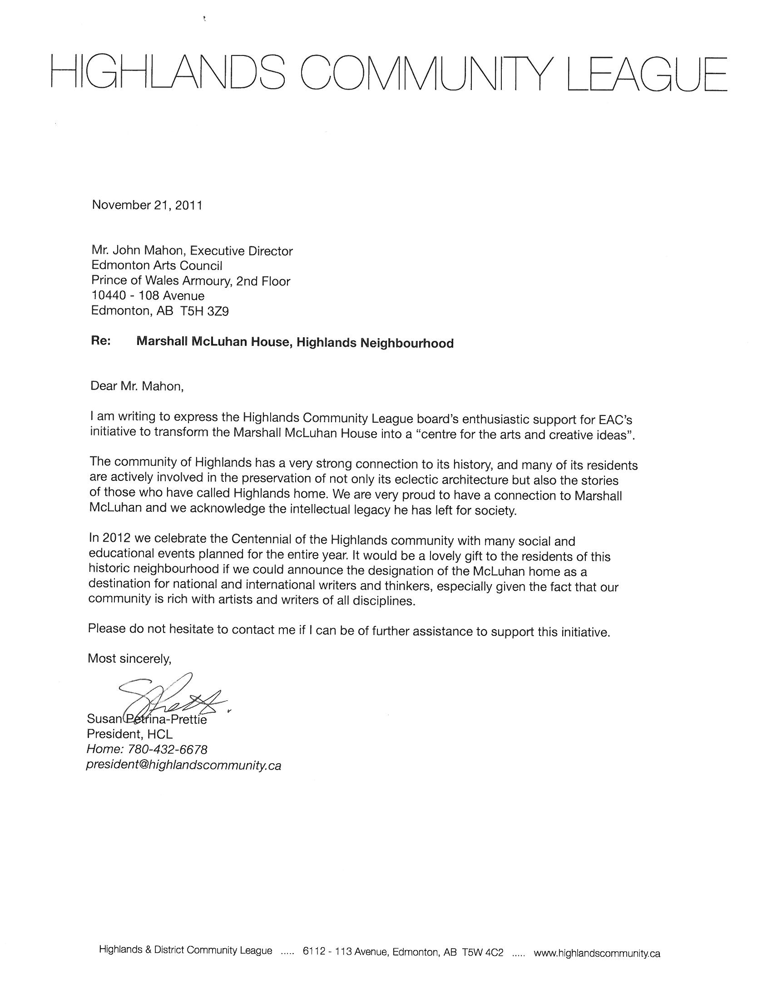 HIGHLANDS COMMUNITY LEAGUE
November 21, 2011
Mr. John Mahon, Executive Director
Edmonton Arts Council
Prince of Wales Armoury, 2nd Floor
10440 - 108 Avenue
Edmonton, AB T5H 3Z9
Re: Marshall McLuhan House, Highlands Neighbourhood
Dear Mr. Mahon,
I am writing to express the Highlands Community League board's enthusiastic support for EAC's
initiative to transform the Marshall McLuhan House into a “centre for the arts and creative ideas”.
The community of Highlands has a very strong connection to its history, and many of its residents
are actively involved in the preservation of not only its eclectic architecture but also the stories
of those who have called Highlands home. We are very proud to have a connection to Marshall
McLuhan and we acknowledge the intellectual legacy he has left for society.
In 2012 we celebrate the Centennial of the Highlands community with many social and
educational events planned for the entire year. It would be a lovely gift to the residents of this
historic neighbourhood if we could announce the designation of the McLuhan home as a
destination for national and international writers and thinkers, especially given the fact that our
community is rich with artists and writers of all disciplines.
Please do not hesitate to contact me if I can be of further assistance to support this initiative.
Most sincerely,
Susan Petrina-Prettie
President, HCL
Home: 780-432-6678
president@highlandscommunity.ca
Highlands & District Community League ..... 6112 - 113 Avenue, Edmonton, AB T5W 4C2 ..... www.highlandscommunity.ca